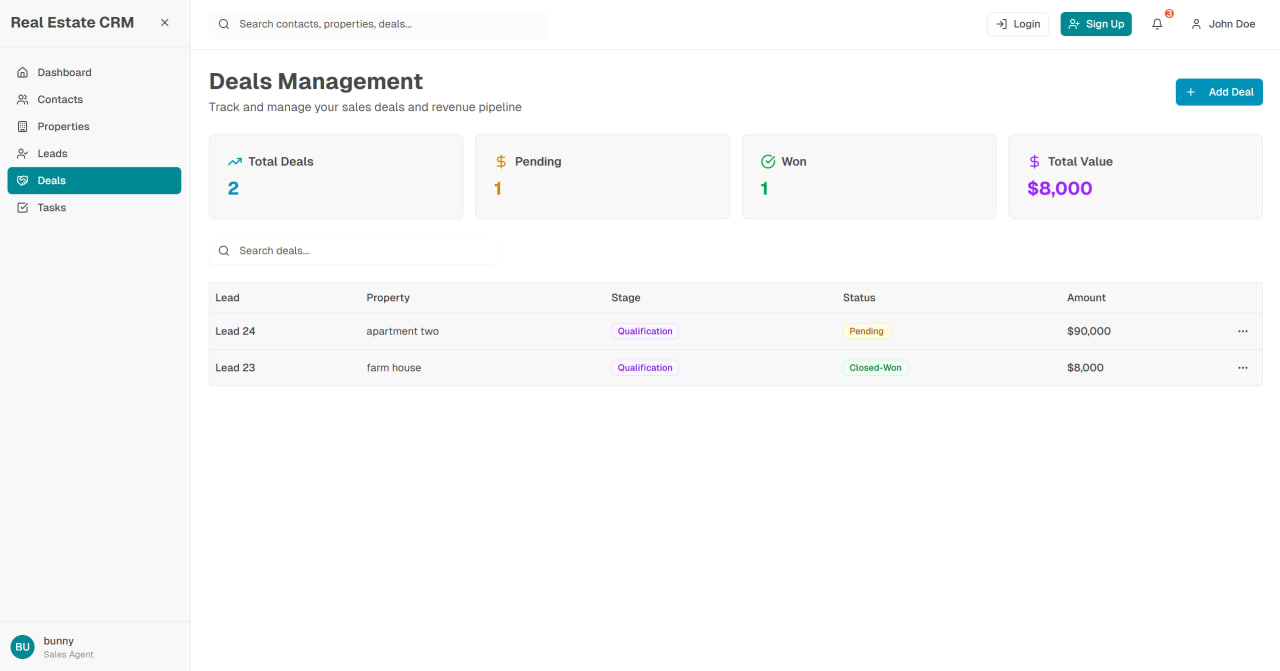 Real Estate CRM
Search contacts, properties, deals...
Login
Sign Up
3
John Doe
Dashboard
Contacts
Properties
Leads
Deals
Tasks
Deals Management
Track and manage your sales deals and revenue pipeline
Add Deal
Total Deals
2
Pending
1
Won
1
Total Value
$8,000
Search deals...
Lead Property Stage Status Amount
Lead 24 apartment two Qualification Pending $90,000
Lead 23 farm house Qualification Closed-Won $8,000
BU
bunny
Sales Agent